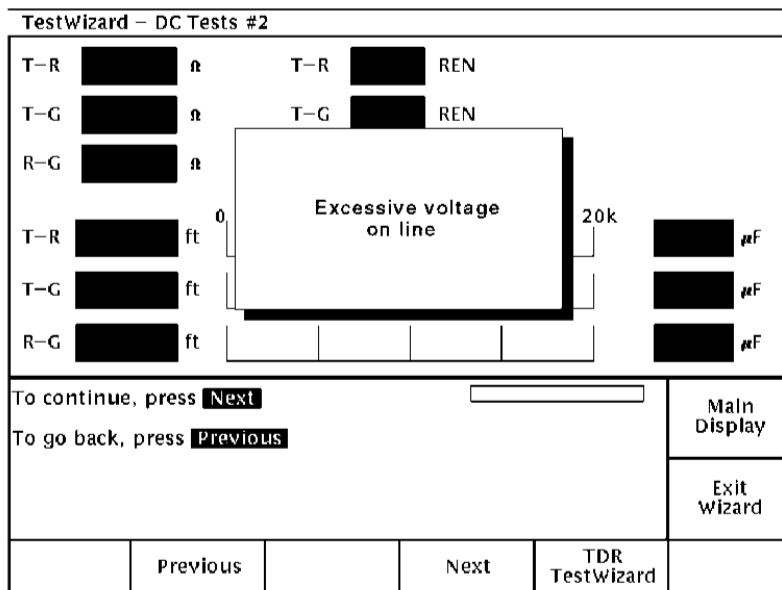 TestWizard – DC Tests #2
T–R Ω T–R REN
T–G Ω T–G REN
R–G Ω
Excessive voltage
on line
0 20k
T–R ft µF
T–G ft µF
R–G ft µF
To continue, press Next
To go back, press Previous
Main
Display
Exit
Wizard
Previous Next TDR
TestWizard